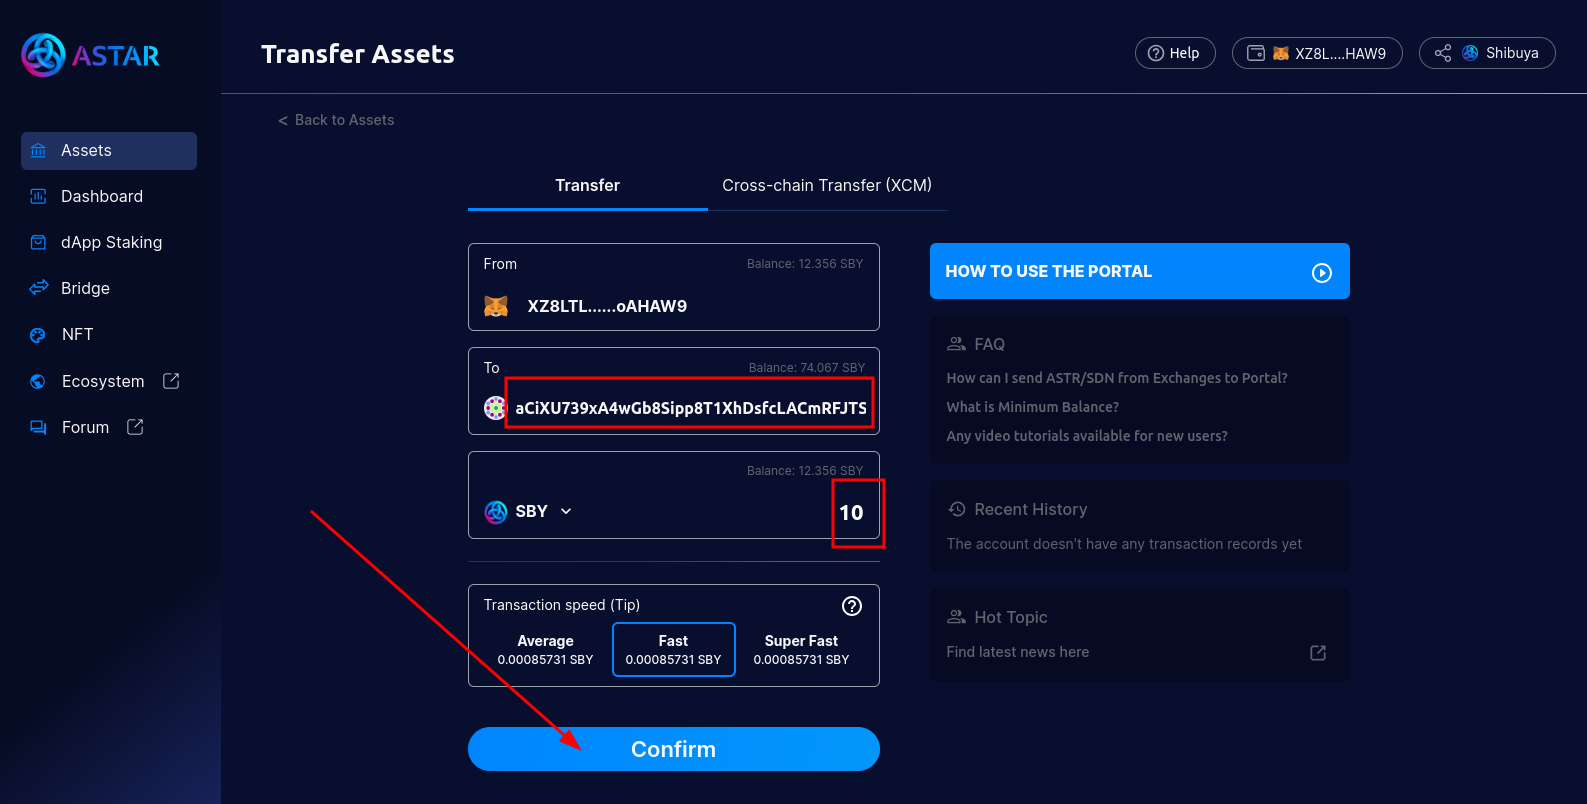 ASTAR
Transfer Assets
Help
XZ8L....HAW9
Shibuya
< Back to Assets
Assets
Dashboard
dApp Staking
Bridge
NFT
Ecosystem
Forum
Transfer
Cross-chain Transfer (XCM)
From
Balance: 12.356 SBY
XZ8LTL......oAHAW9
To
Balance: 74.067 SBY
aCiXU739xA4wGb8Sipp8T1XhDsfcLACmRFJTS
Balance: 12.356 SBY
SBY
10
Transaction speed (Tip)
Average
0.00085731 SBY
Fast
0.00085731 SBY
Super Fast
0.00085731 SBY
Confirm
HOW TO USE THE PORTAL
FAQ
How can I send ASTR/SDN from Exchanges to Portal?
What is Minimum Balance?
Any video tutorials available for new users?
Recent History
The account doesn't have any transaction records yet
Hot Topic
Find latest news here